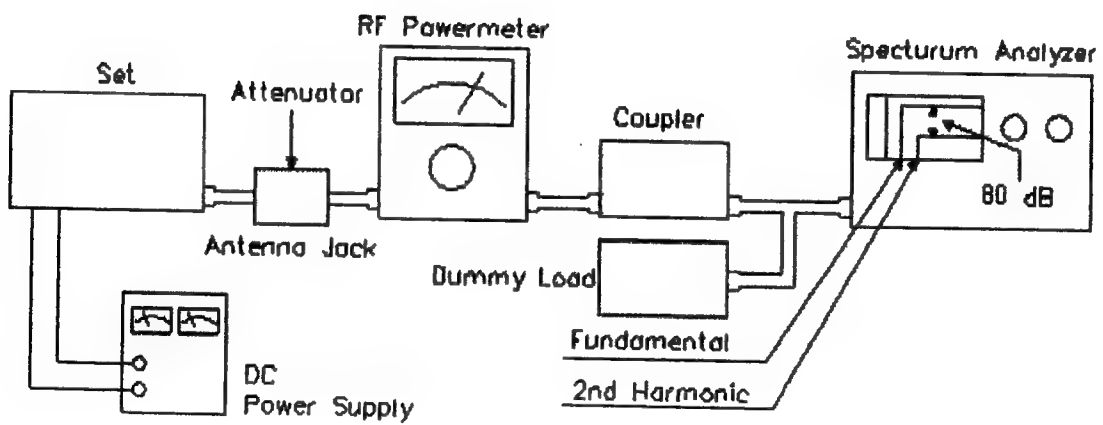 RF Powermeter
Specturum Analyzer
Set
Attenuator
Coupler
80 dB
Antenna Jack
Dummy Load
Fundamental
2nd Harmonic
DC
Power Supply